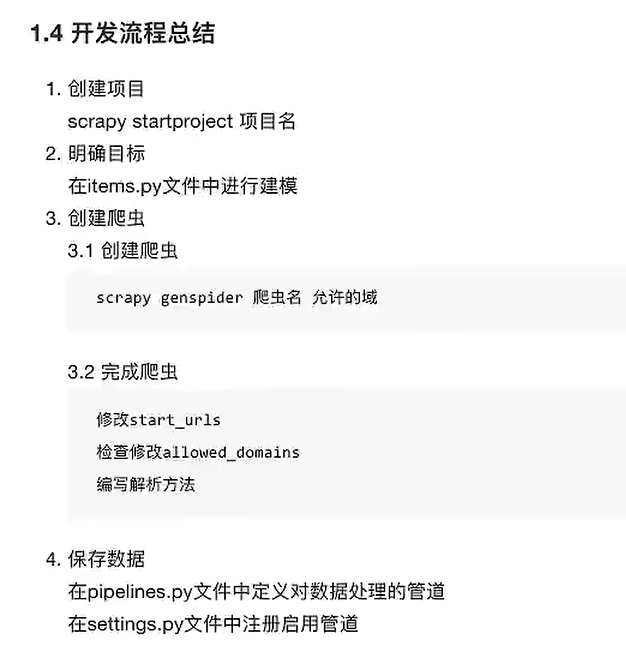 1.4 开发流程总结
1. 创建项目
scrapy startproject 项目名
2. 明确目标
在items.py文件中进行建模
3. 创建爬虫
3.1 创建爬虫
scrapy genspider 爬虫名 允许的域
3.2 完成爬虫
修改start_urls
检查修改allowed_domains
编写解析方法
4. 保存数据
在pipelines.py文件中定义对数据处理的管道
在settings.py文件中注册启用管道